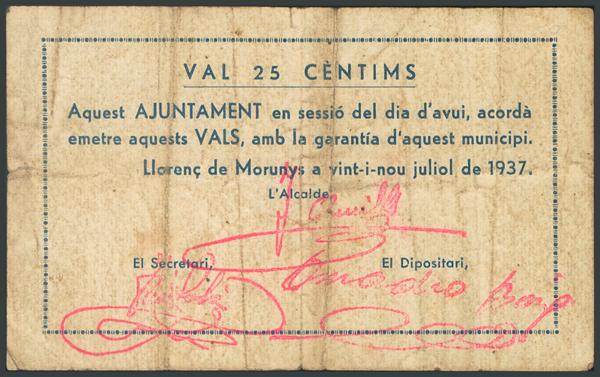 VAL 25 CÈNTIMS
Aquest AJUNTAMENT en sessió del dia d'avui, acordà
emetre aquests VALS, amb la garantía d'aquest municipi.
Llorenç de Morunys a vint-i-nou juliol de 1937.
L'Alcalde,
El Secretari, El Dipositari,